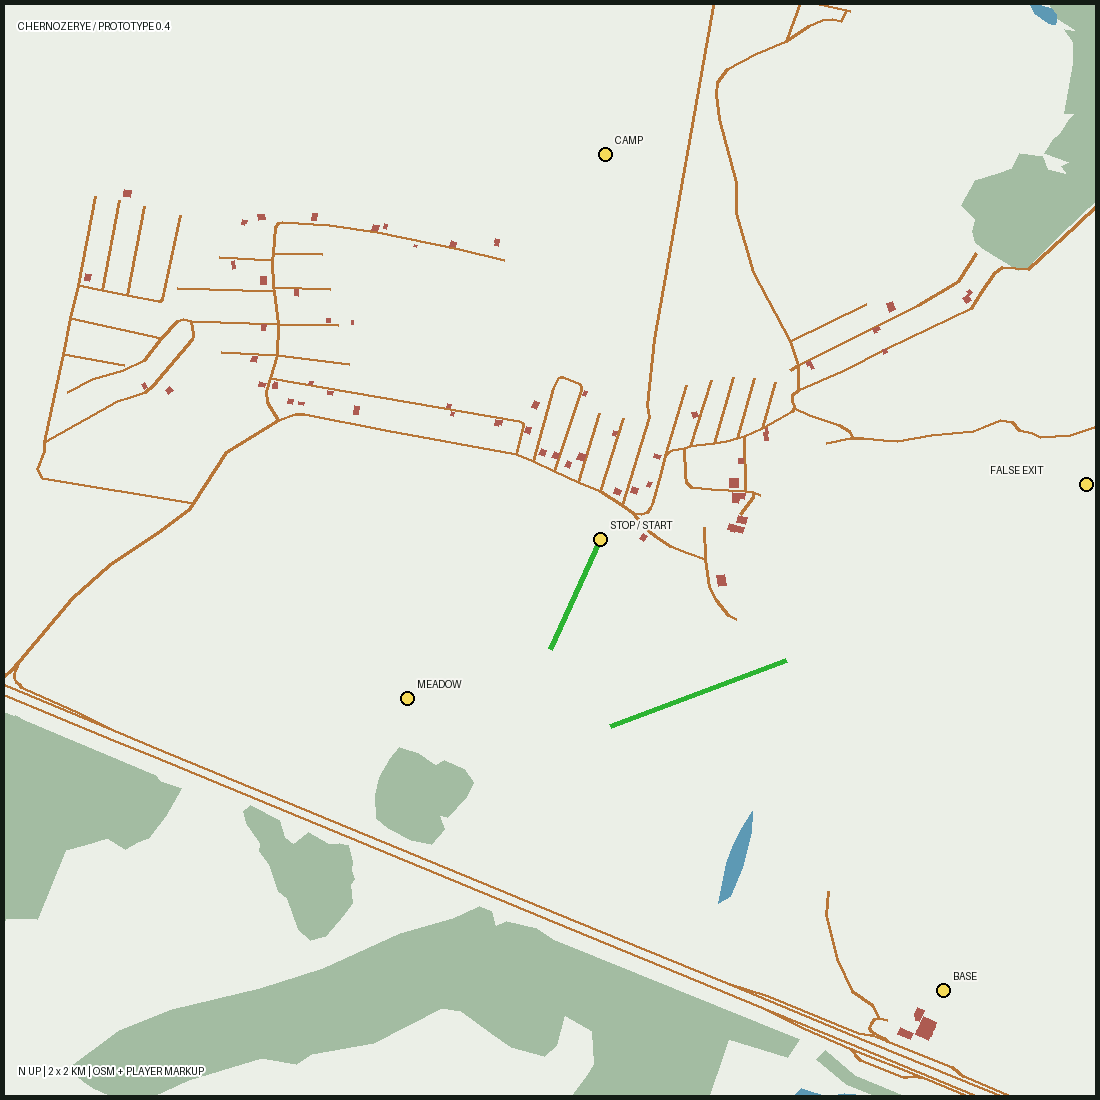 CHERNOZERYE / PROTOTYPE 0.4
CAMP
FALSE EXIT
STOP / START
MEADOW
BASE
N UP | 2 x 2 KM | OSM + PLAYER MARKUP